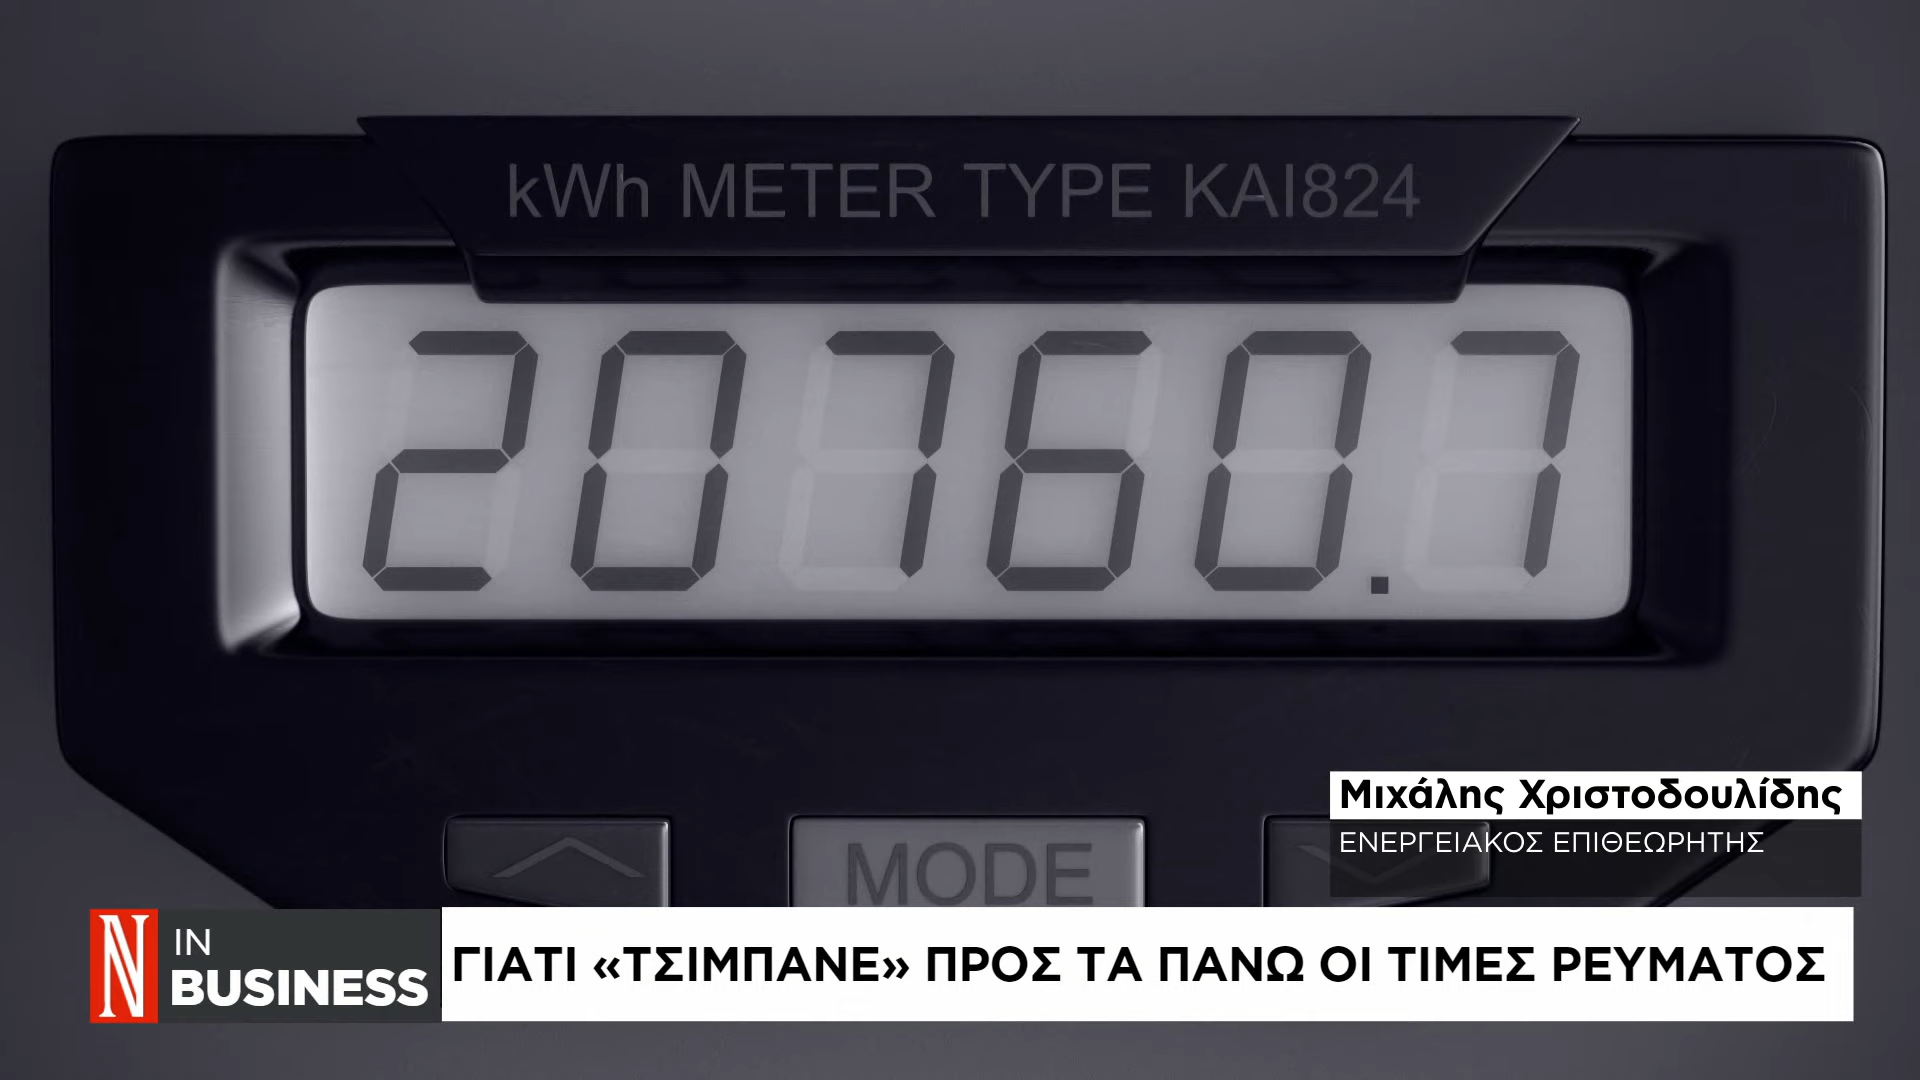 kWh METER TYPE KAI824
20760.7
MODE
Μιχάλης Χριστοδουλίδης
ΕΝΕΡΓΕΙΑΚΟΣ ΕΠΙΘΕΩΡΗΤΗΣ
N IN
BUSINESS
ΓΙΑΤΙ «ΤΣΙΜΠΑΝΕ» ΠΡΟΣ ΤΑ ΠΑΝΩ ΟΙ ΤΙΜΕΣ ΡΕΥΜΑΤΟΣ